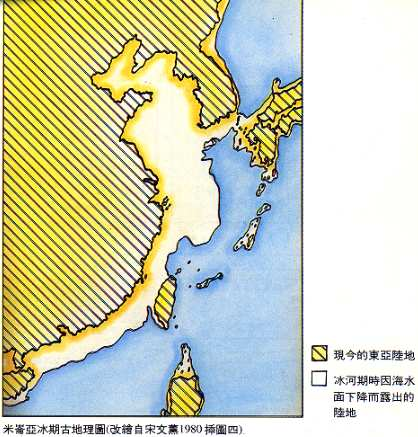 現今的東亞陸地
冰河期時因海水
面下降而露出的
陸地
米崙亞冰期古地理圖(改繪自宋文薰1980插圖四)